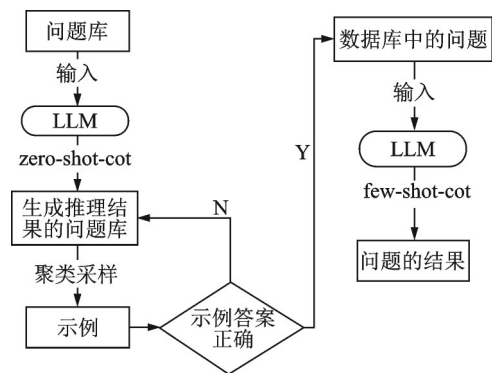 问题库
输入
LLM
zero-shot-cot
生成推理结
果的问题库
聚类采样
示例
N
示例答案
正确
Y
数据库中的问题
输入
LLM
few-shot-cot
问题的结果